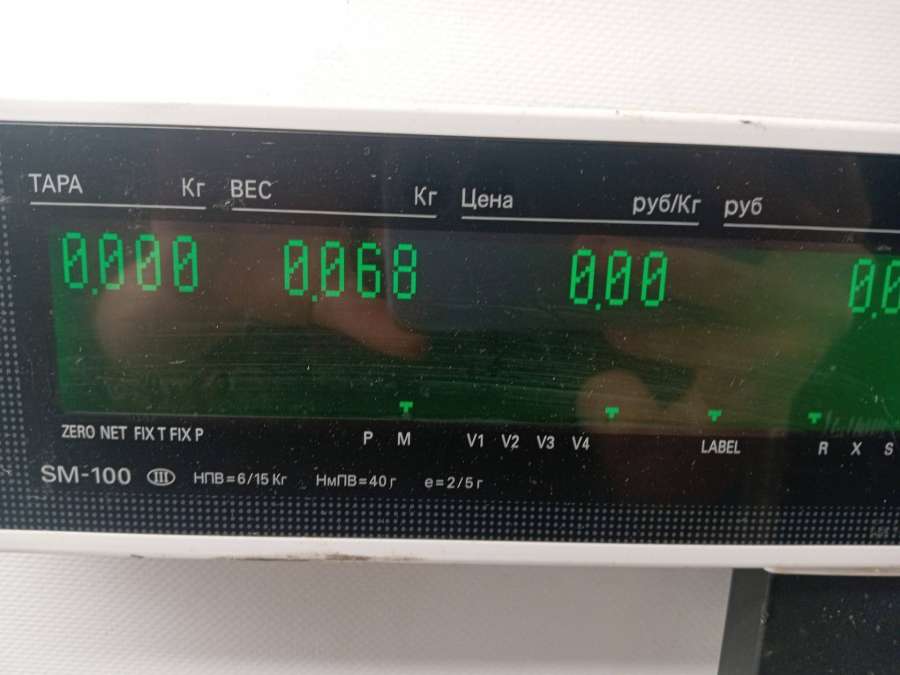 ТАРА Кг ВЕС Кг Цена руб/Кг руб
0.000 0.068 0.00
ZERO NET FIX T FIX P P M V1 V2 V3 V4 LABEL R X S
SM-100 III НПВ=6/15 Кг НмПВ=40 г e=2/5 г